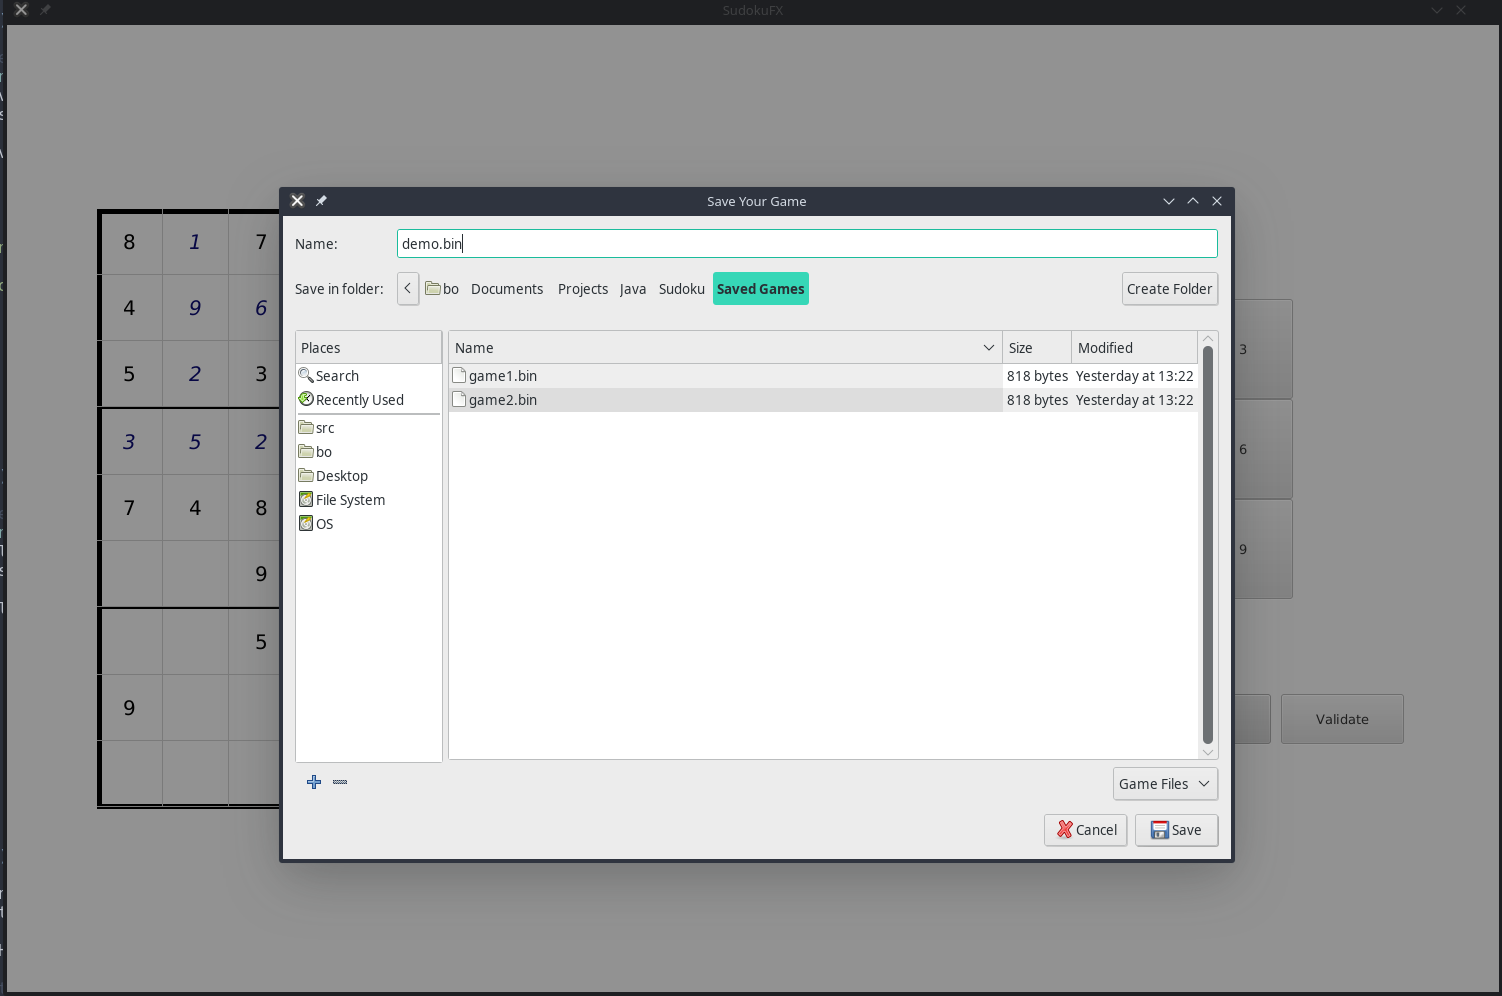 SudokuFX
Save Your Game
Name: demo.bin
Save in folder: bo Documents Projects Java Sudoku Saved Games Create Folder
Places
Search
Recently Used
src
bo
Desktop
File System
OS
Name Size Modified
game1.bin 818 bytes Yesterday at 13:22
game2.bin 818 bytes Yesterday at 13:22
Game Files
Cancel Save
8 1 7
4 9 6
5 2 3
3 5 2
7 4 8
9
5
9
3
6
9
Validate